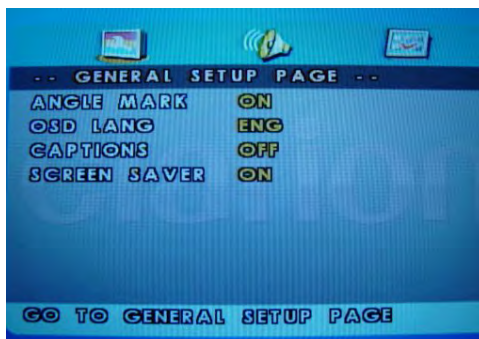 -- GENERAL SETUP PAGE --
ANGLE MARK ON
OSD LANG ENG
CAPTIONS OFF
SCREEN SAVER ON
clarion
GO TO GENERAL SETUP PAGE